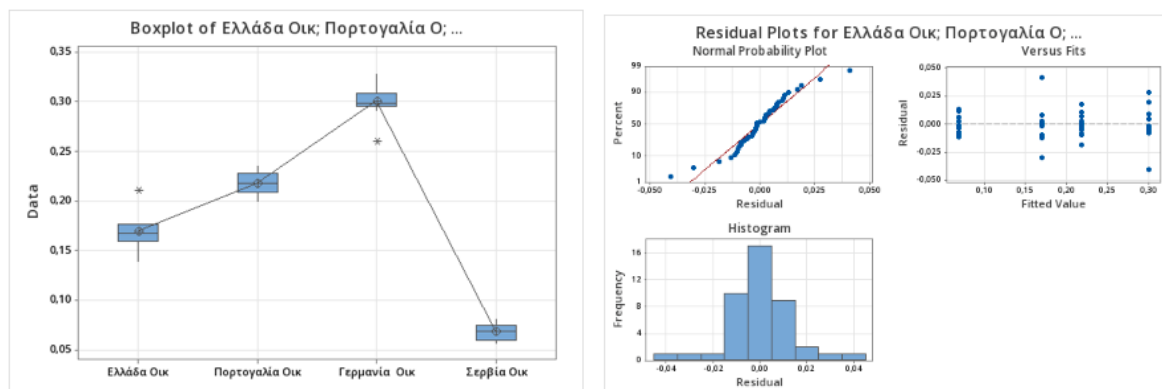 Boxplot of Ελλάδα Οικ; Πορτογαλία Ο; ...
0,35
0,30
0,25
0,20
0,15
0,10
0,05
Data
Ελλάδα Οικ Πορτογαλία Οικ Γερμανία Οικ Σερβία Οικ
Residual Plots for Ελλάδα Οικ; Πορτογαλία Ο; ...
Normal Probability Plot
99
90
50
10
1
Percent
-0,050 -0,025 0,000 0,025 0,050
Residual
Versus Fits
0,050
0,025
0,000
-0,025
-0,050
Residual
0,10 0,15 0,20 0,25 0,30
Fitted Value
Histogram
16
12
8
4
0
Frequency
-0,04 -0,02 0,00 0,02 0,04
Residual